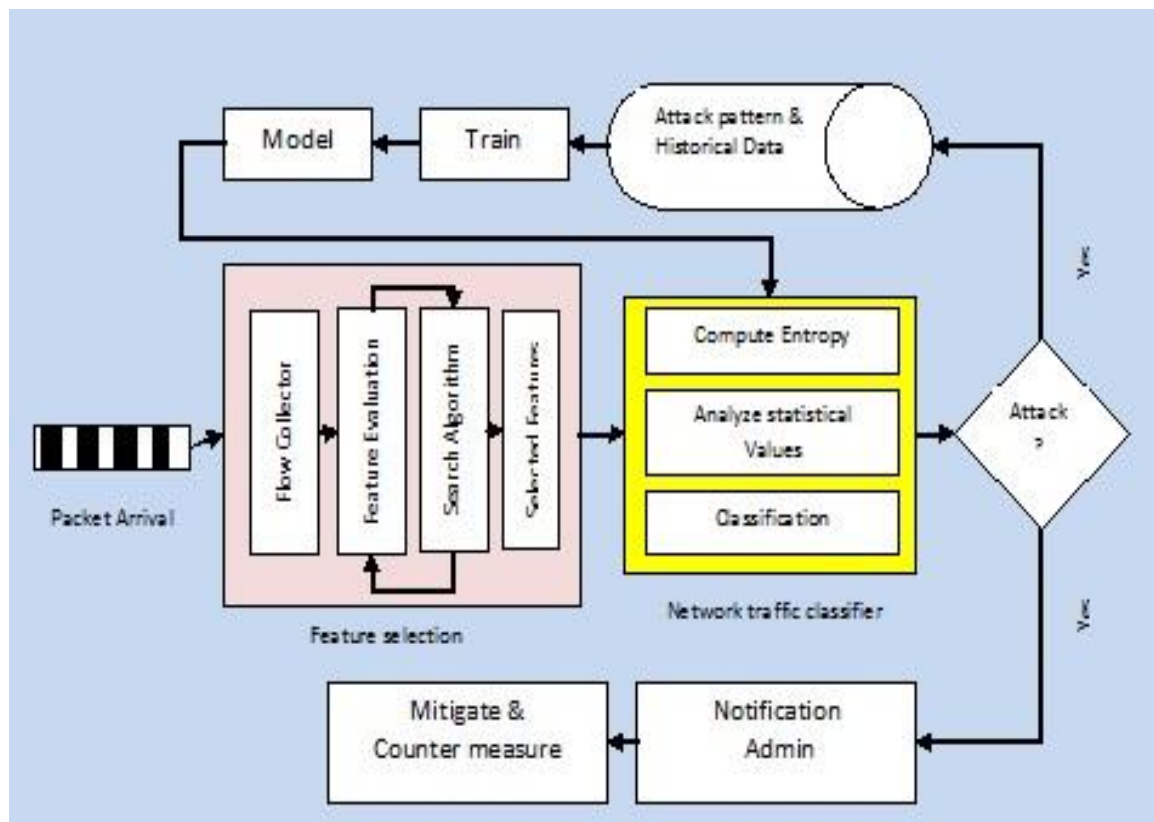 Model
Train
Attack pattern &
Historical Data
Yes
Flow Collector
Feature Evaluation
Search Algorithm
Selected Features
Compute Entropy
Analyze statistical
Values
Classification
Attack
?
Packet Arrival
Feature selection
Network traffic classifier
Yes
Mitigate &
Counter measure
Notification
Admin